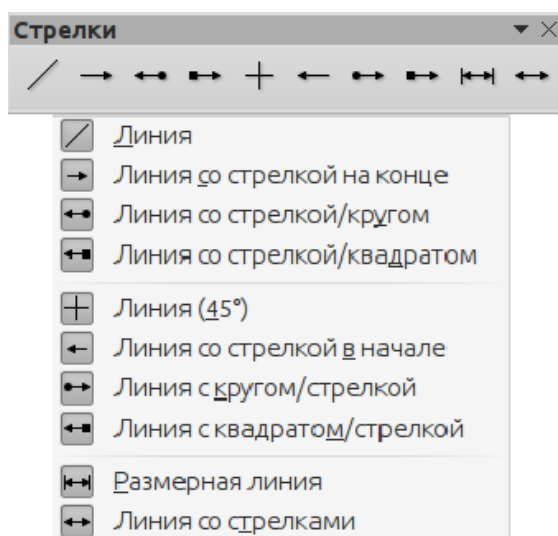 Стрелки
Линия
Линия со стрелкой на конце
Линия со стрелкой/кругом
Линия со стрелкой/квадратом
Линия (45°)
Линия со стрелкой в начале
Линия с кругом/стрелкой
Линия с квадратом/стрелкой
Размерная линия
Линия со стрелками